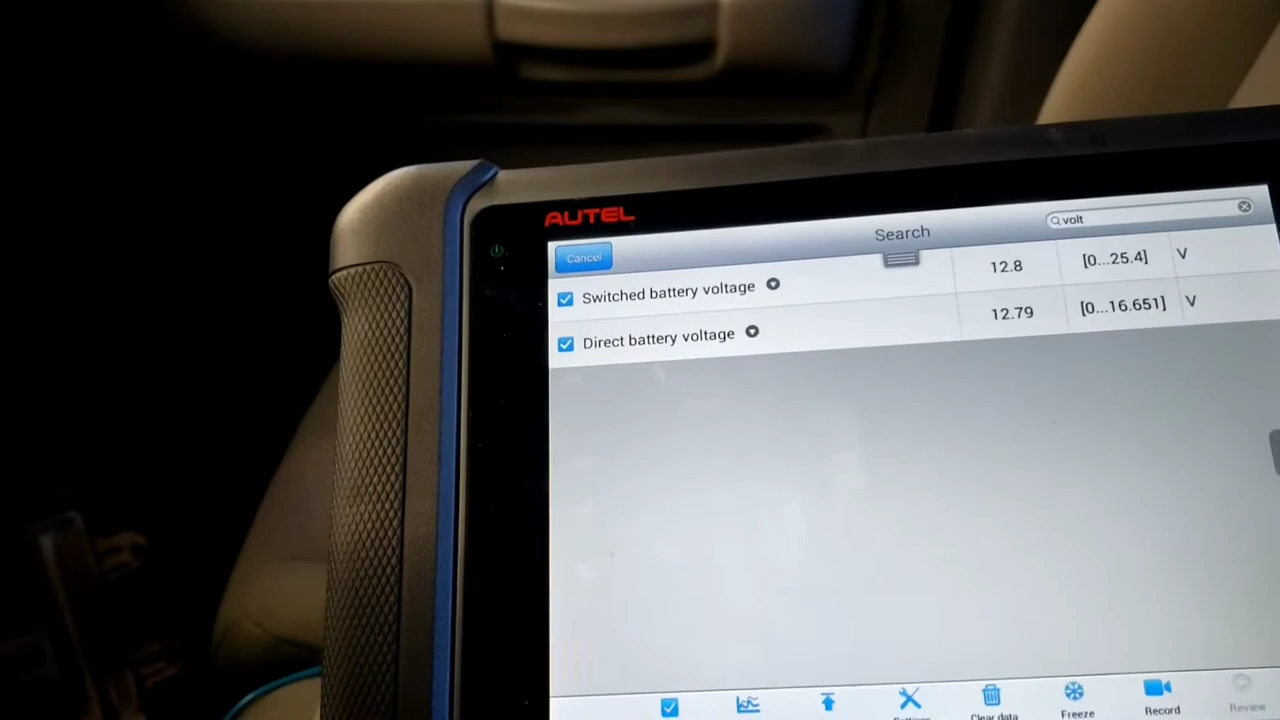 AUTEL
Cancel
Search
volt
Switched battery voltage 12.8 [0...25.4] V
Direct battery voltage 12.79 [0...16.651] V
Clear data Freeze Record Review